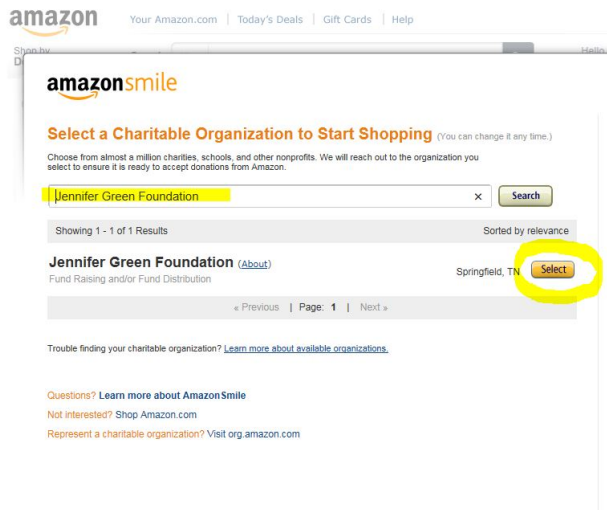 amazon Your Amazon.com | Today's Deals | Gift Cards | Help
Shop by
Hello
amazonsmile
Select a Charitable Organization to Start Shopping (You can change it any time.)
Choose from almost a million charities, schools, and other nonprofits. We will reach out to the organization you
select to ensure it is ready to accept donations from Amazon.
Jennifer Green Foundation × Search
Showing 1 - 1 of 1 Results Sorted by relevance
Jennifer Green Foundation (About)
Fund Raising and/or Fund Distribution
Springfield, TN Select
« Previous | Page: 1 | Next »
Trouble finding your charitable organization? Learn more about available organizations.
Questions? Learn more about AmazonSmile
Not interested? Shop Amazon.com
Represent a charitable organization? Visit org.amazon.com